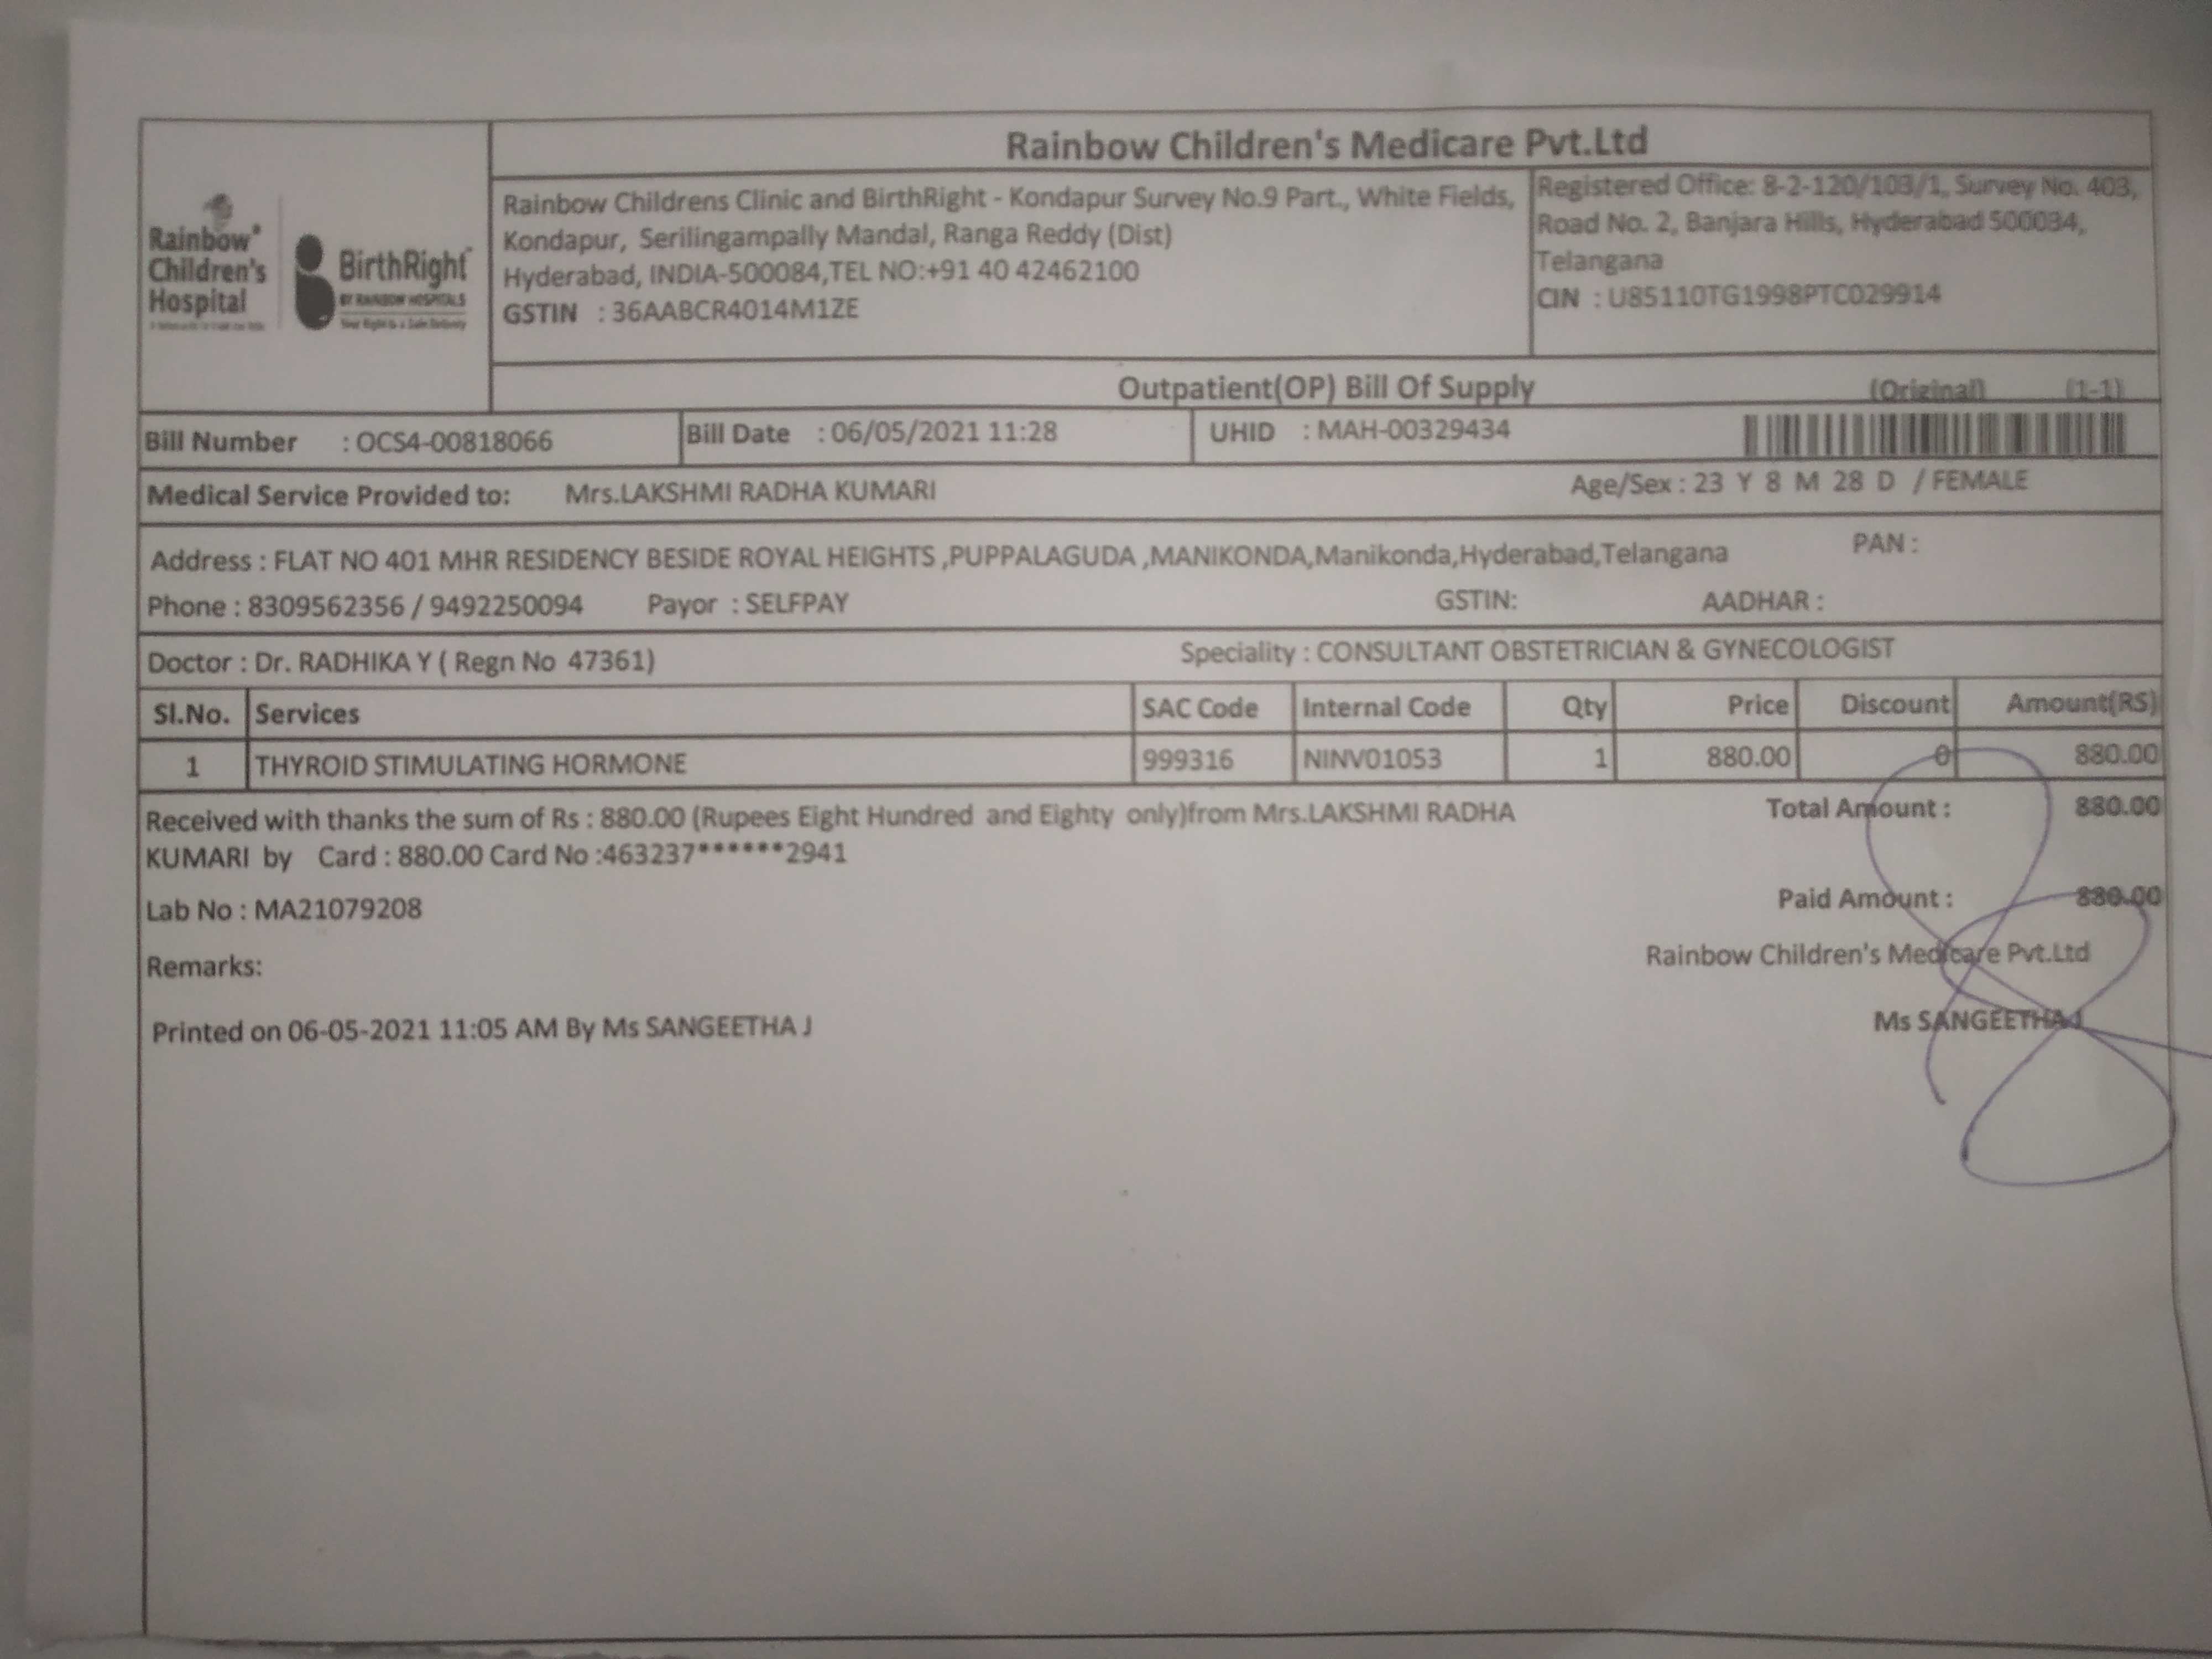 Rainbow Children's Medicare Pvt.Ltd
Rainbow®
Children's
Hospital
BirthRight®
BY RAINBOW HOSPITALS
Rainbow Childrens Clinic and BirthRight - Kondapur Survey No.9 Part., White Fields,
Kondapur, Serilingampally Mandal, Ranga Reddy (Dist)
Hyderabad, INDIA-500084,TEL NO:+91 40 42462100
GSTIN : 36AABCR4014M1ZE
Registered Office: 8-2-120/103/1, Survey No. 403,
Road No. 2, Banjara Hills, Hyderabad 500034,
Telangana
CIN : U85110TG1998PTC029914
Outpatient(OP) Bill Of Supply (Original) (1-1)
Bill Number : OCS4-00818066 Bill Date : 06/05/2021 11:28 UHID : MAH-00329434
Medical Service Provided to: Mrs.LAKSHMI RADHA KUMARI Age/Sex : 23 Y 8 M 28 D / FEMALE
Address : FLAT NO 401 MHR RESIDENCY BESIDE ROYAL HEIGHTS ,PUPPALAGUDA ,MANIKONDA,Manikonda,Hyderabad,Telangana PAN :
Phone : 8309562356 / 9492250094 Payor : SELFPAY GSTIN: AADHAR :
Doctor : Dr. RADHIKA Y ( Regn No 47361) Speciality : CONSULTANT OBSTETRICIAN & GYNECOLOGIST
Sl.No. Services SAC Code Internal Code Qty Price Discount Amount(RS)
1 THYROID STIMULATING HORMONE 999316 NINV01053 1 880.00 0 880.00
Received with thanks the sum of Rs : 880.00 (Rupees Eight Hundred and Eighty only)from Mrs.LAKSHMI RADHA Total Amount : 880.00
KUMARI by Card : 880.00 Card No :463237******2941
Lab No : MA21079208 Paid Amount : 880.00
Remarks: Rainbow Children's Medicare Pvt.Ltd
Printed on 06-05-2021 11:05 AM By Ms SANGEETHA J Ms SANGEETHA J